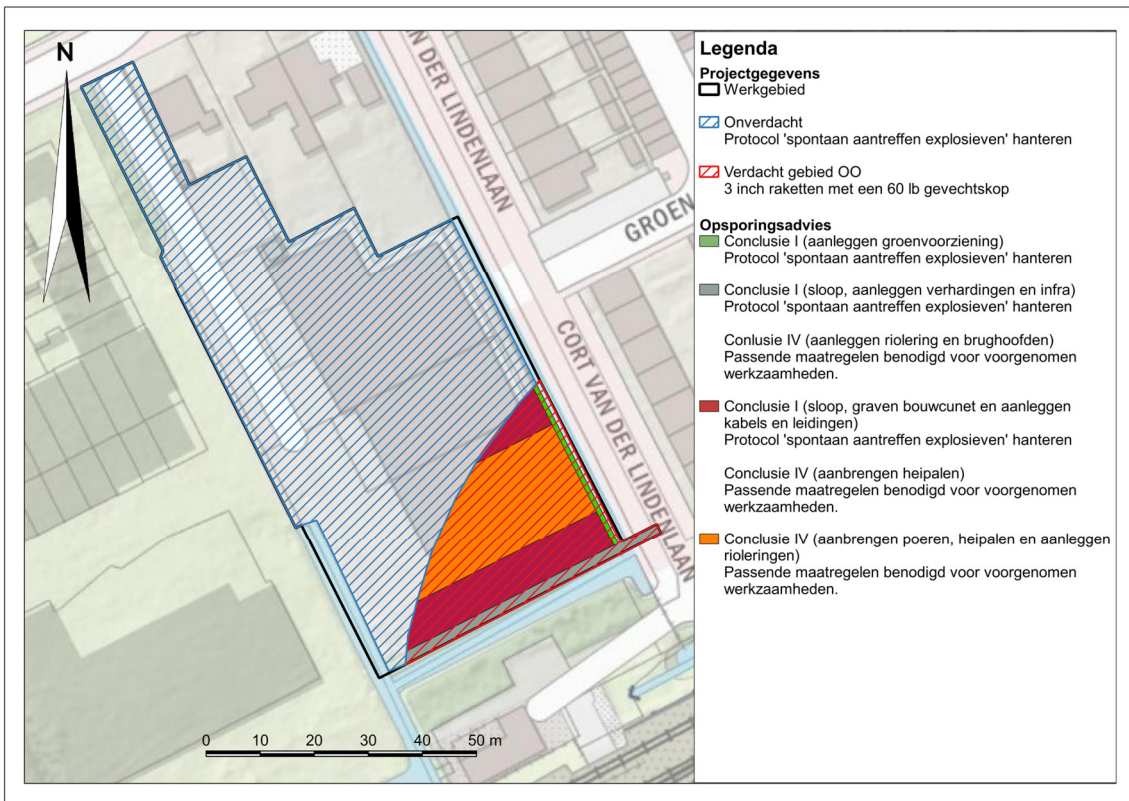 N
AN DER LINDENLAAN
GROEN
CORT VAN DER LINDENLAAN
0 10 20 30 40 50 m
Legenda
Projectgegevens
Werkgebied
Onverdacht
Protocol 'spontaan aantreffen explosieven' hanteren
Verdacht gebied OO
3 inch raketten met een 60 lb gevechtskop
Opsporingsadvies
Conclusie I (aanleggen groenvoorziening)
Protocol 'spontaan aantreffen explosieven' hanteren
Conclusie I (sloop, aanleggen verhardingen en infra)
Protocol 'spontaan aantreffen explosieven' hanteren
Conlusie IV (aanleggen riolering en brughoofden)
Passende maatregelen benodigd voor voorgenomen
werkzaamheden.
Conclusie I (sloop, graven bouwcunet en aanleggen
kabels en leidingen)
Protocol 'spontaan aantreffen explosieven' hanteren
Conclusie IV (aanbrengen heipalen)
Passende maatregelen benodigd voor voorgenomen
werkzaamheden.
Conclusie IV (aanbrengen poeren, heipalen en aanleggen
rioleringen)
Passende maatregelen benodigd voor voorgenomen
werkzaamheden.